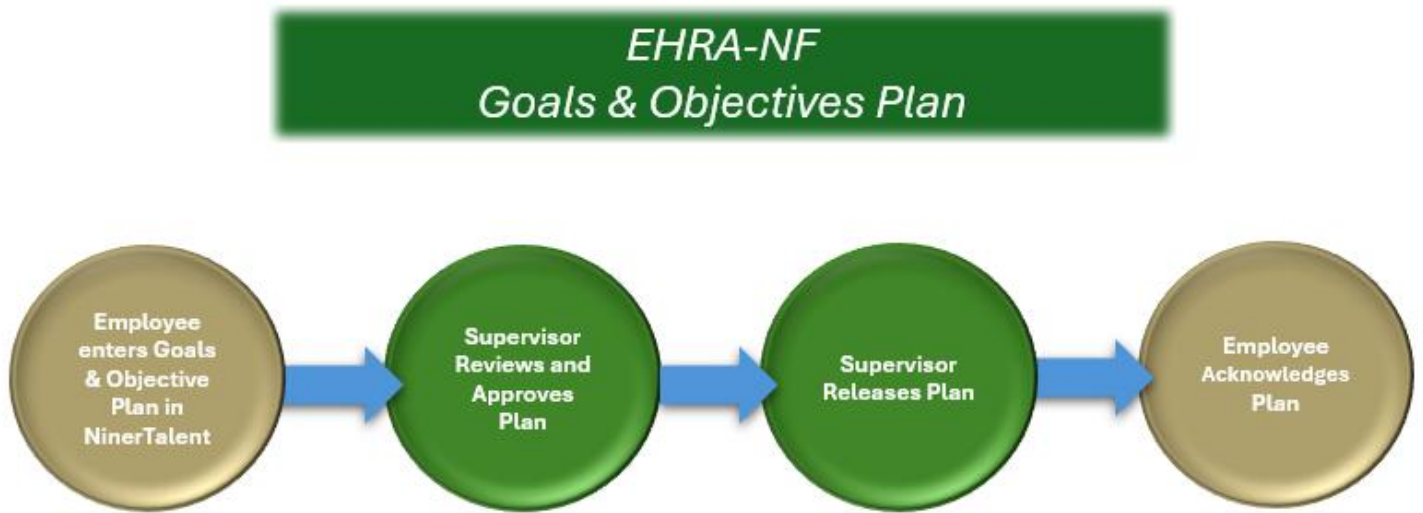 EHRA-NF
Goals & Objectives Plan
Employee
enters Goals
& Objective
Plan in
NinerTalent
Supervisor
Reviews and
Approves
Plan
Supervisor
Releases Plan
Employee
Acknowledges
Plan